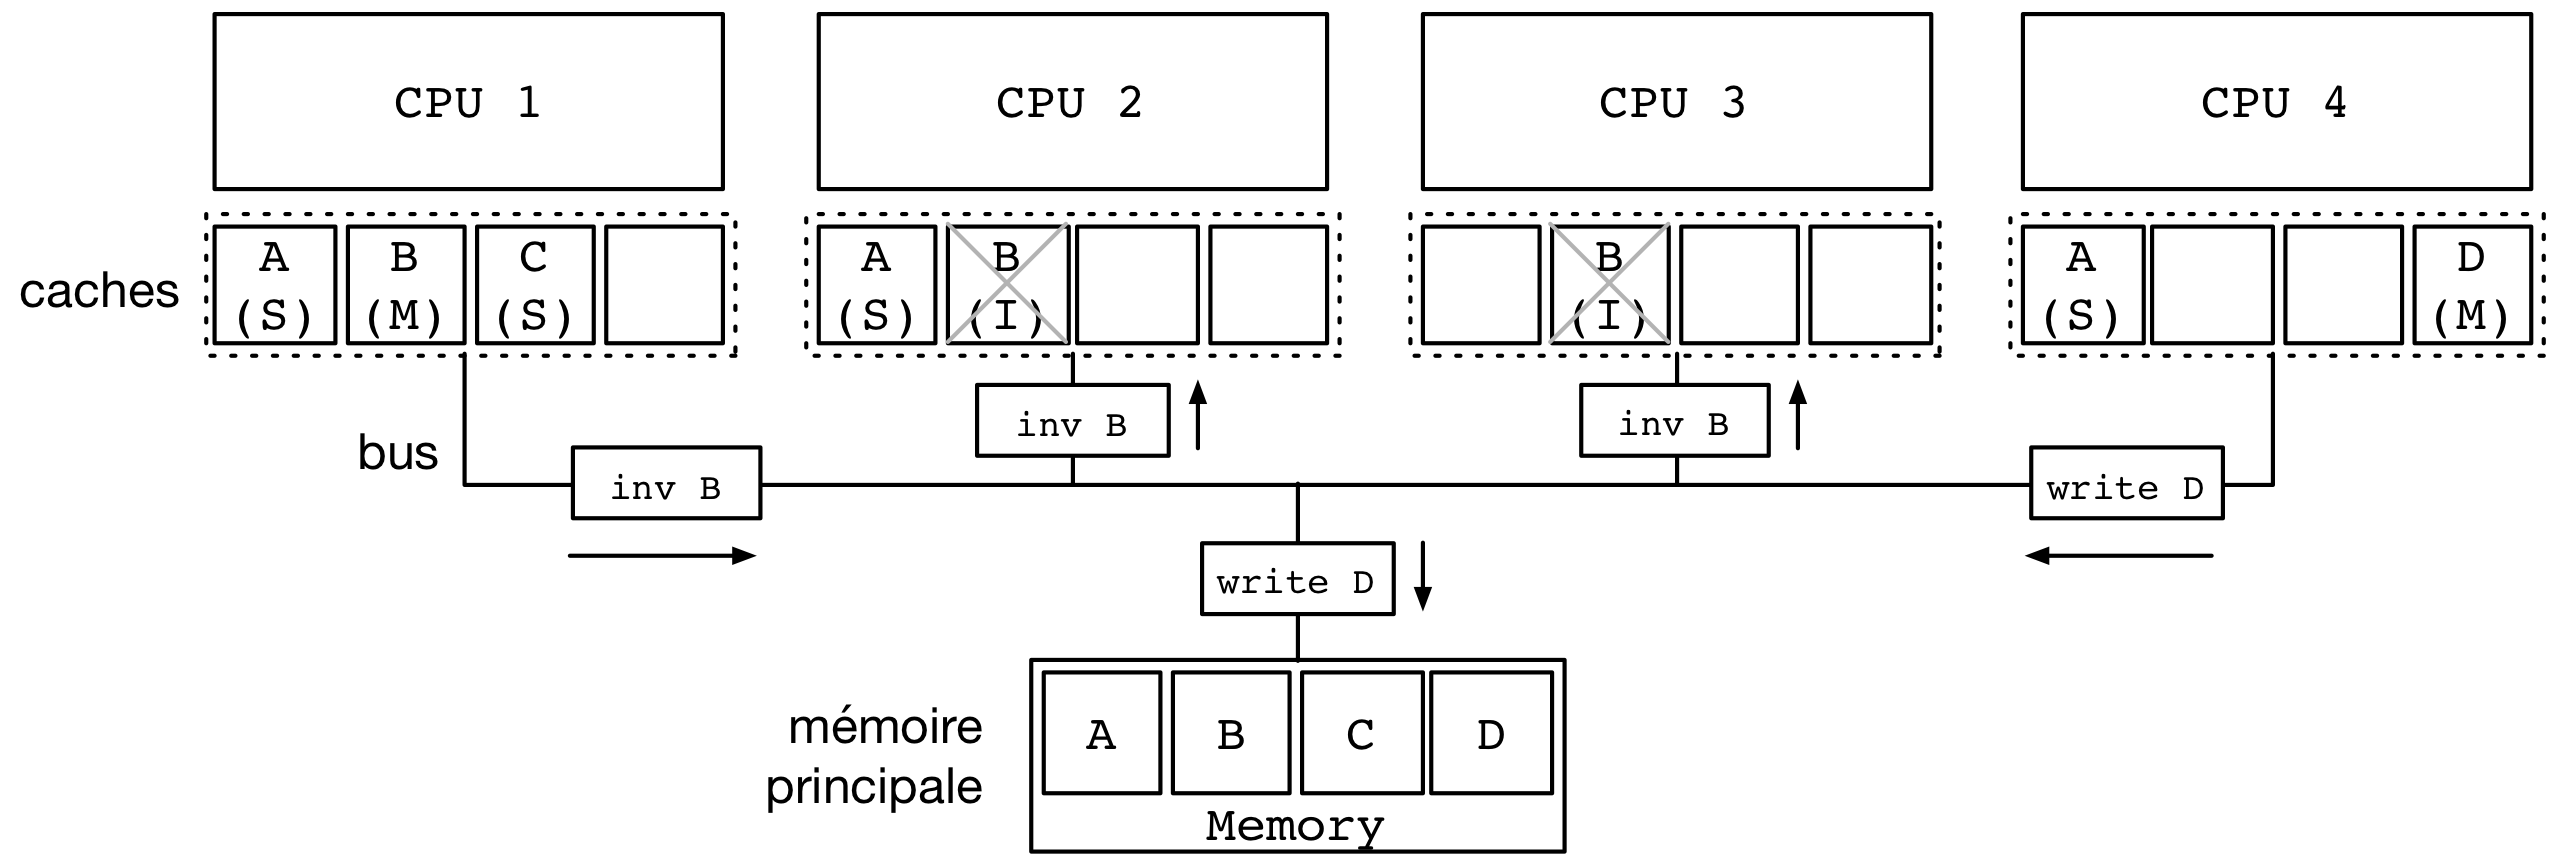 CPU 1
CPU 2
CPU 3
CPU 4
caches
A
(S)
B
(M)
C
(S)
A
(S)
B
(I)
B
(I)
A
(S)
D
(M)
bus
inv B
inv B
inv B
write D
write D
mémoire
principale
A
B
C
D
Memory